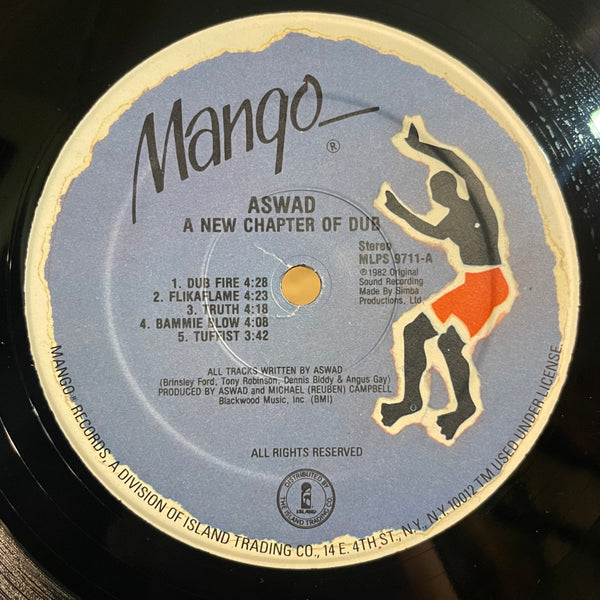 Mango
®
ASWAD
A NEW CHAPTER OF DUB
Stereo
MLPS 9711-A
℗1982 Original
Sound Recording
Made By Simba
Productions, Ltd.
1. DUB FIRE 4:28
2. FLIKAFLAME 4:23
3. TRUTH 4:18
4. BAMMIE BLOW 4:08
5. TUFFIST 3:42
ALL TRACKS WRITTEN BY ASWAD
(Brinsley Ford, Tony Robinson, Dennis Biddy & Angus Gay)
PRODUCED BY ASWAD and MICHAEL (REUBEN) CAMPBELL
Blackwood Music, Inc. (BMI)
ALL RIGHTS RESERVED
DISTRIBUTED BY
ISLAND
THE ISLAND TRADING CO.
MANGO® RECORDS, A DIVISION OF ISLAND TRADING CO., 14 E. 4TH ST., N.Y., N.Y. 10012 TM USED UNDER LICENSE.